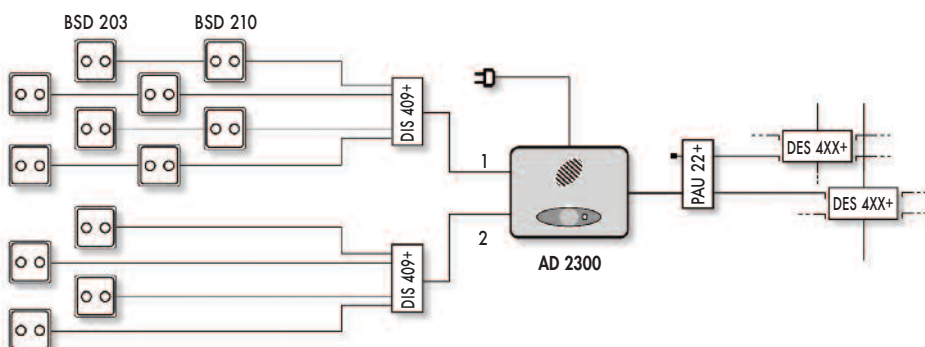 BSD 203 BSD 210
DIS 409+
1
PAU 22+
DES 4XX+
DES 4XX+
2
DIS 409+
AD 2300